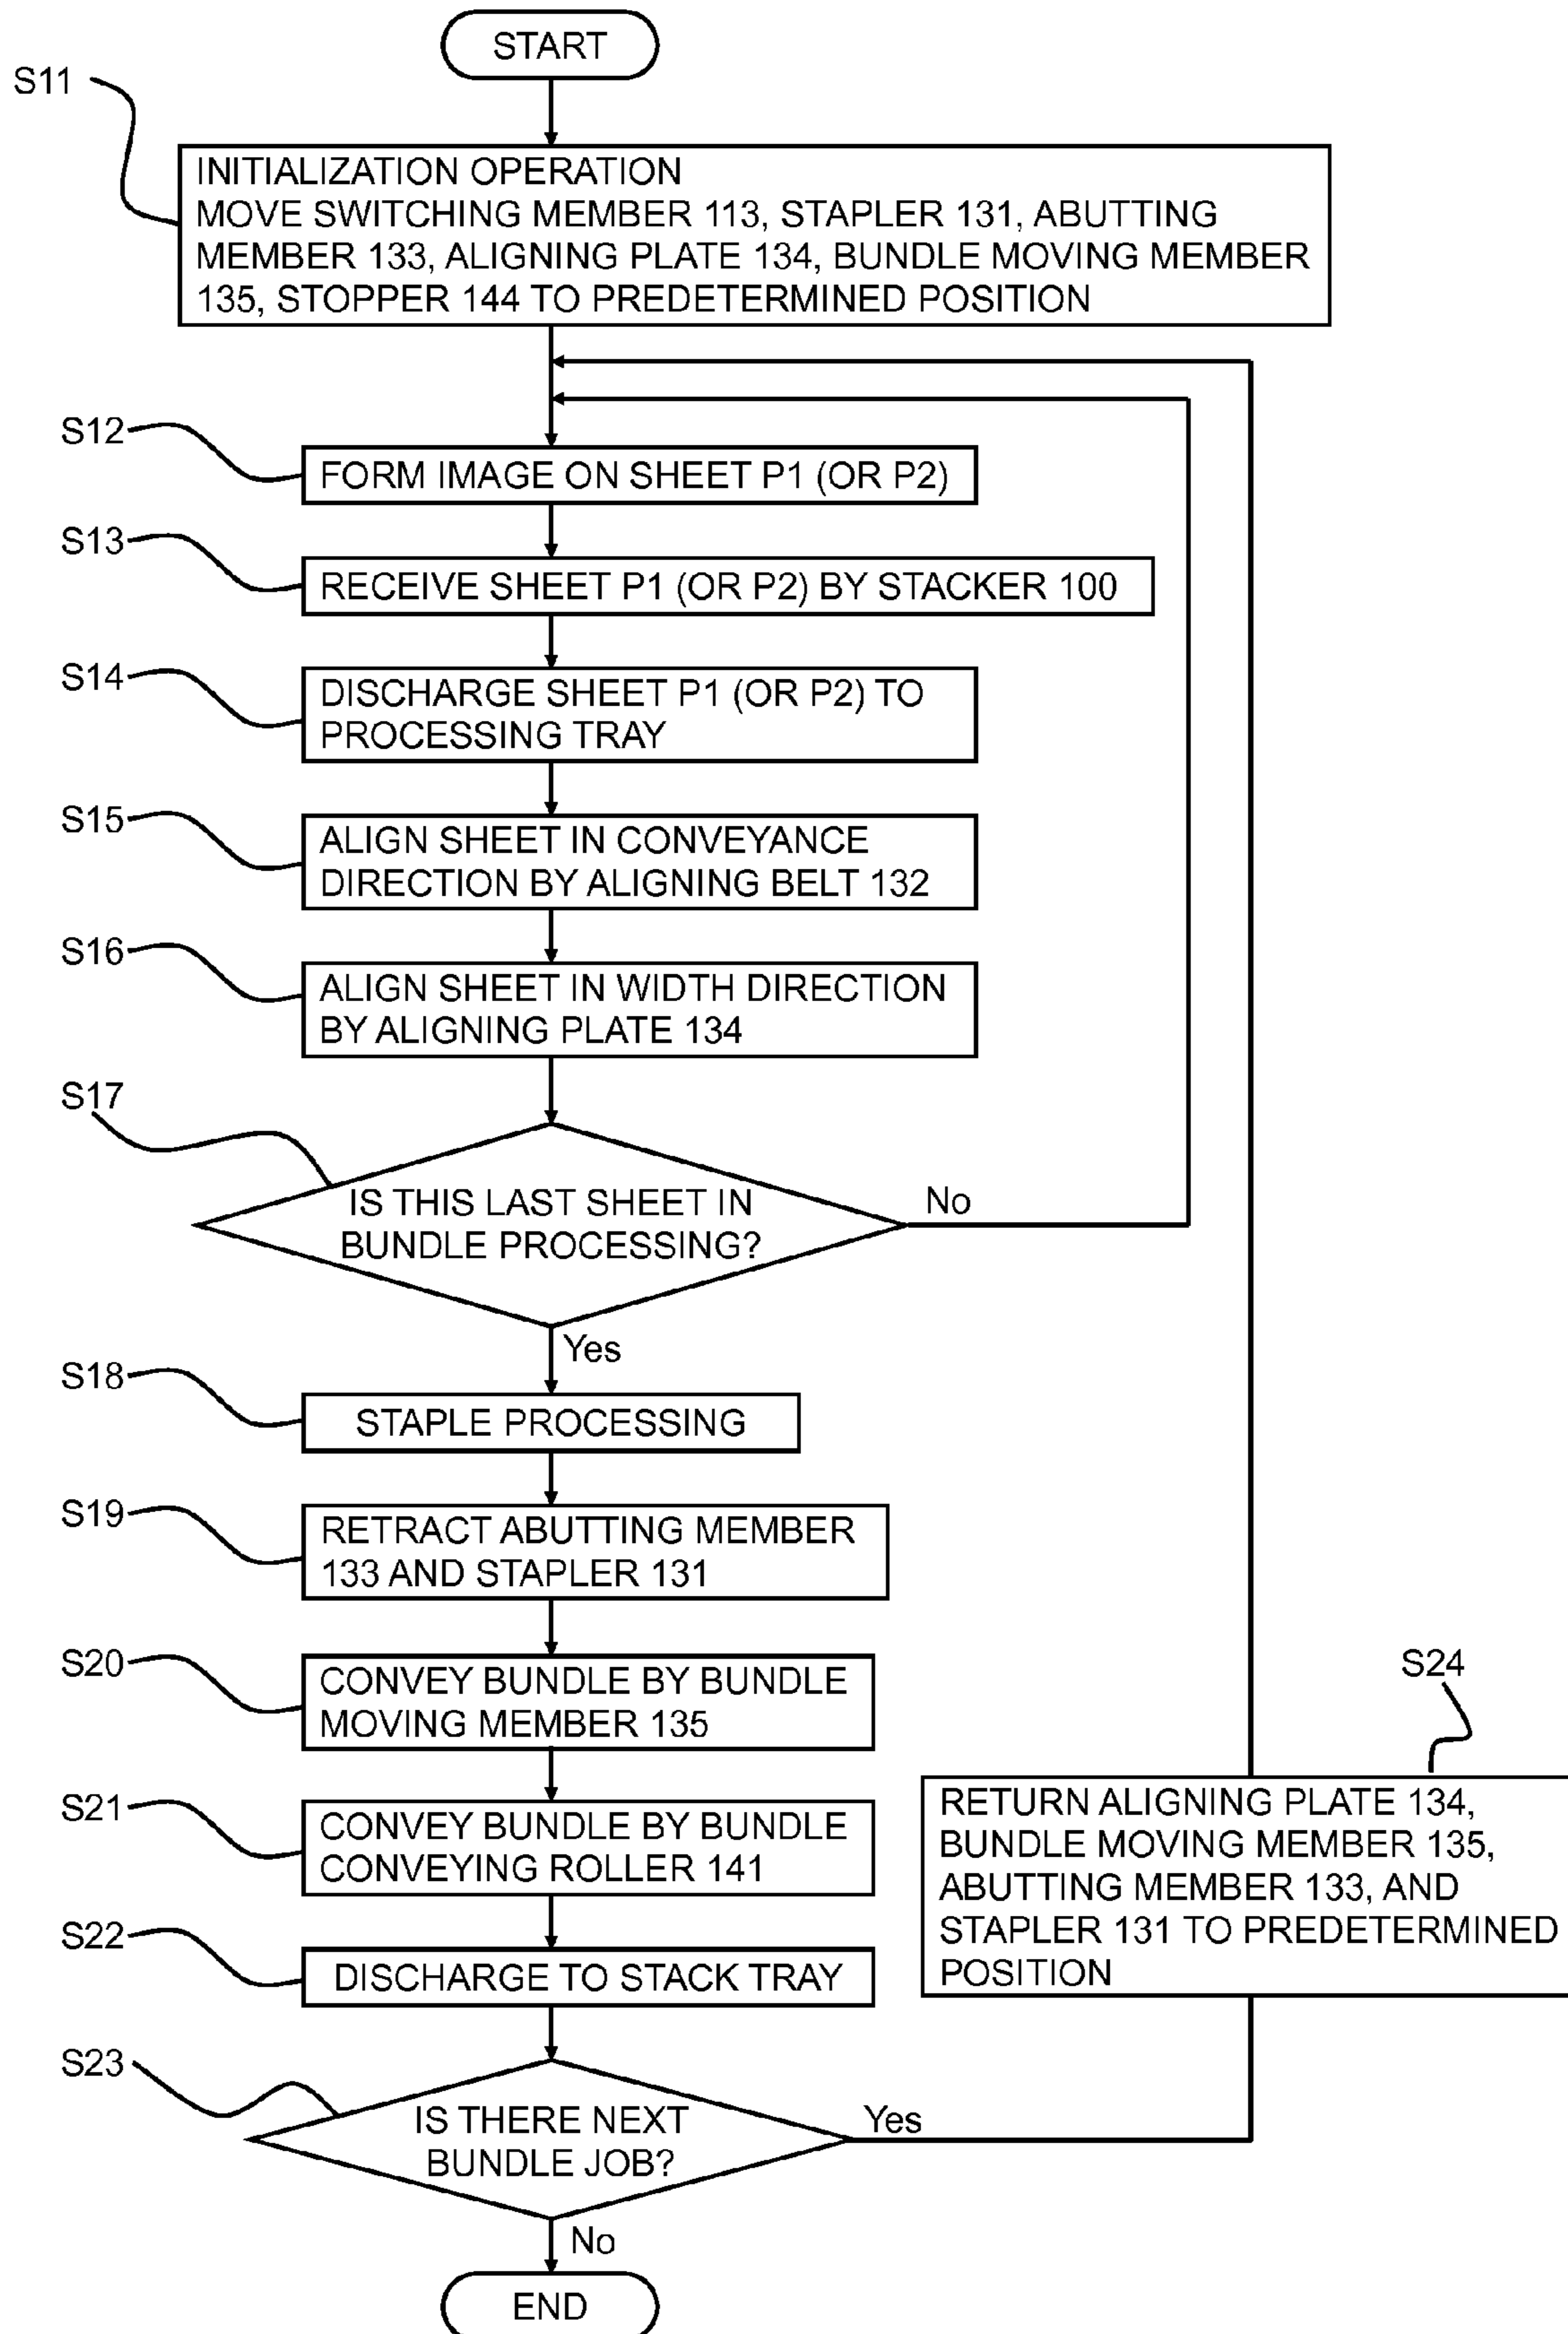 START
S11
INITIALIZATION OPERATION
MOVE SWITCHING MEMBER 113, STAPLER 131, ABUTTING
MEMBER 133, ALIGNING PLATE 134, BUNDLE MOVING MEMBER
135, STOPPER 144 TO PREDETERMINED POSITION
S12
FORM IMAGE ON SHEET P1 (OR P2)
S13
RECEIVE SHEET P1 (OR P2) BY STACKER 100
S14
DISCHARGE SHEET P1 (OR P2) TO
PROCESSING TRAY
S15
ALIGN SHEET IN CONVEYANCE
DIRECTION BY ALIGNING BELT 132
S16
ALIGN SHEET IN WIDTH DIRECTION
BY ALIGNING PLATE 134
S17
IS THIS LAST SHEET IN
BUNDLE PROCESSING?
No
Yes
S18
STAPLE PROCESSING
S19
RETRACT ABUTTING MEMBER
133 AND STAPLER 131
S20
CONVEY BUNDLE BY BUNDLE
MOVING MEMBER 135
S21
CONVEY BUNDLE BY BUNDLE
CONVEYING ROLLER 141
S22
DISCHARGE TO STACK TRAY
S23
IS THERE NEXT
BUNDLE JOB?
Yes
S24
RETURN ALIGNING PLATE 134,
BUNDLE MOVING MEMBER 135,
ABUTTING MEMBER 133, AND
STAPLER 131 TO PREDETERMINED
POSITION
No
END